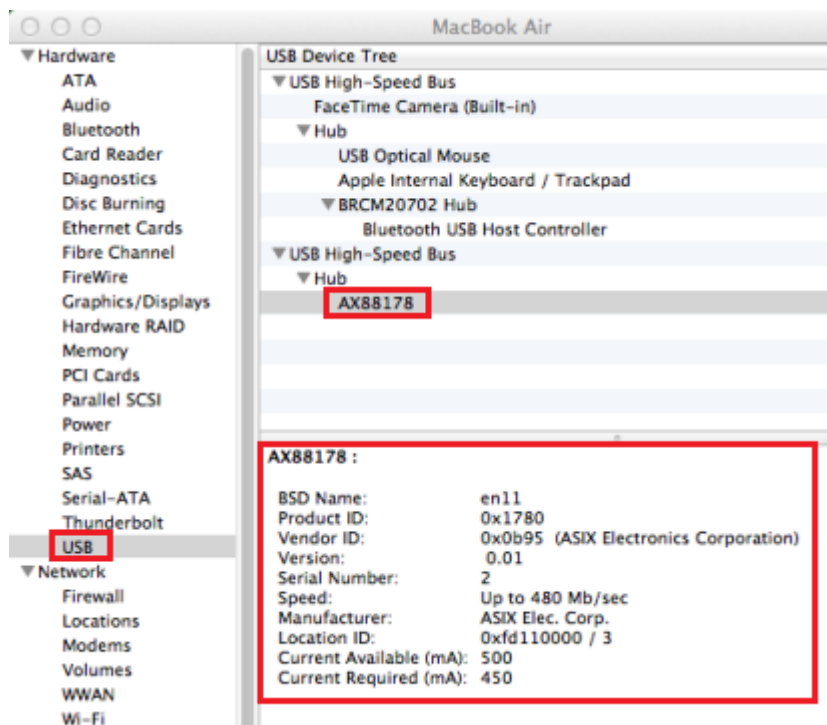 MacBook Air
Hardware
ATA
Audio
Bluetooth
Card Reader
Diagnostics
Disc Burning
Ethernet Cards
Fibre Channel
FireWire
Graphics/Displays
Hardware RAID
Memory
PCI Cards
Parallel SCSI
Power
Printers
SAS
Serial-ATA
Thunderbolt
USB
Network
Firewall
Locations
Modems
Volumes
WWAN
Wi-Fi
USB Device Tree
USB High-Speed Bus
FaceTime Camera (Built-in)
Hub
USB Optical Mouse
Apple Internal Keyboard / Trackpad
BRCM20702 Hub
Bluetooth USB Host Controller
USB High-Speed Bus
Hub
AX88178
AX88178 :
BSD Name: en11
Product ID: 0x1780
Vendor ID: 0x0b95 (ASIX Electronics Corporation)
Version: 0.01
Serial Number: 2
Speed: Up to 480 Mb/sec
Manufacturer: ASIX Elec. Corp.
Location ID: 0xfd110000 / 3
Current Available (mA): 500
Current Required (mA): 450